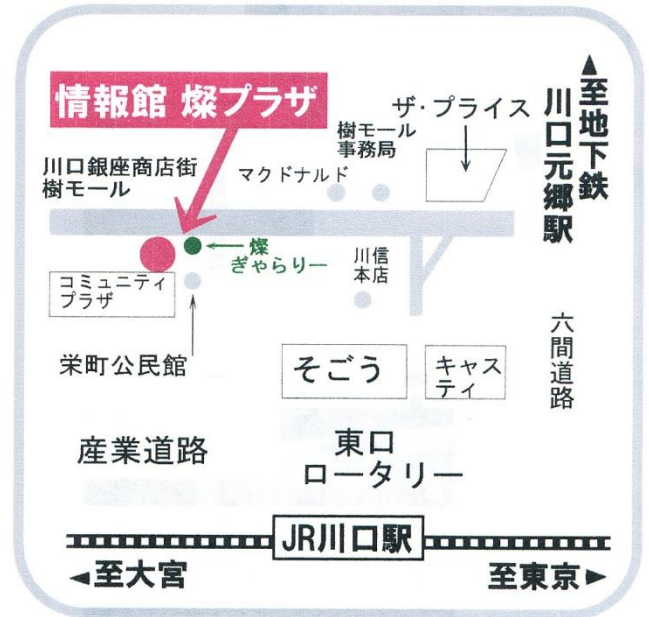 情報館 燦プラザ
ザ・プライス
樹モール
事務局
マクドナルド
川口銀座商店街
樹モール
▲至地下鉄
川口元郷駅
←燦
ぎゃらりー
川信
本店
コミュニティ
プラザ
栄町公民館
そごう
キャス
ティ
六間道路
産業道路
東口
ロータリー
JR川口駅
◀至大宮
至東京▶